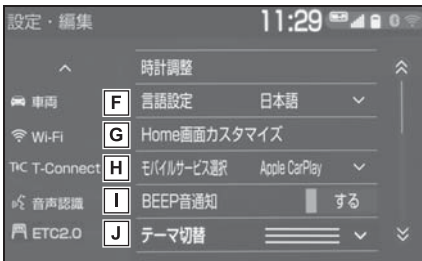 設定・編集 11:29
時計調整
車両 F 言語設定 日本語
Wi-Fi G Home画面カスタマイズ
T-Connect H モバイルサービス選択 Apple CarPlay
音声認識 I BEEP音通知 する
ETC2.0 J テーマ切替